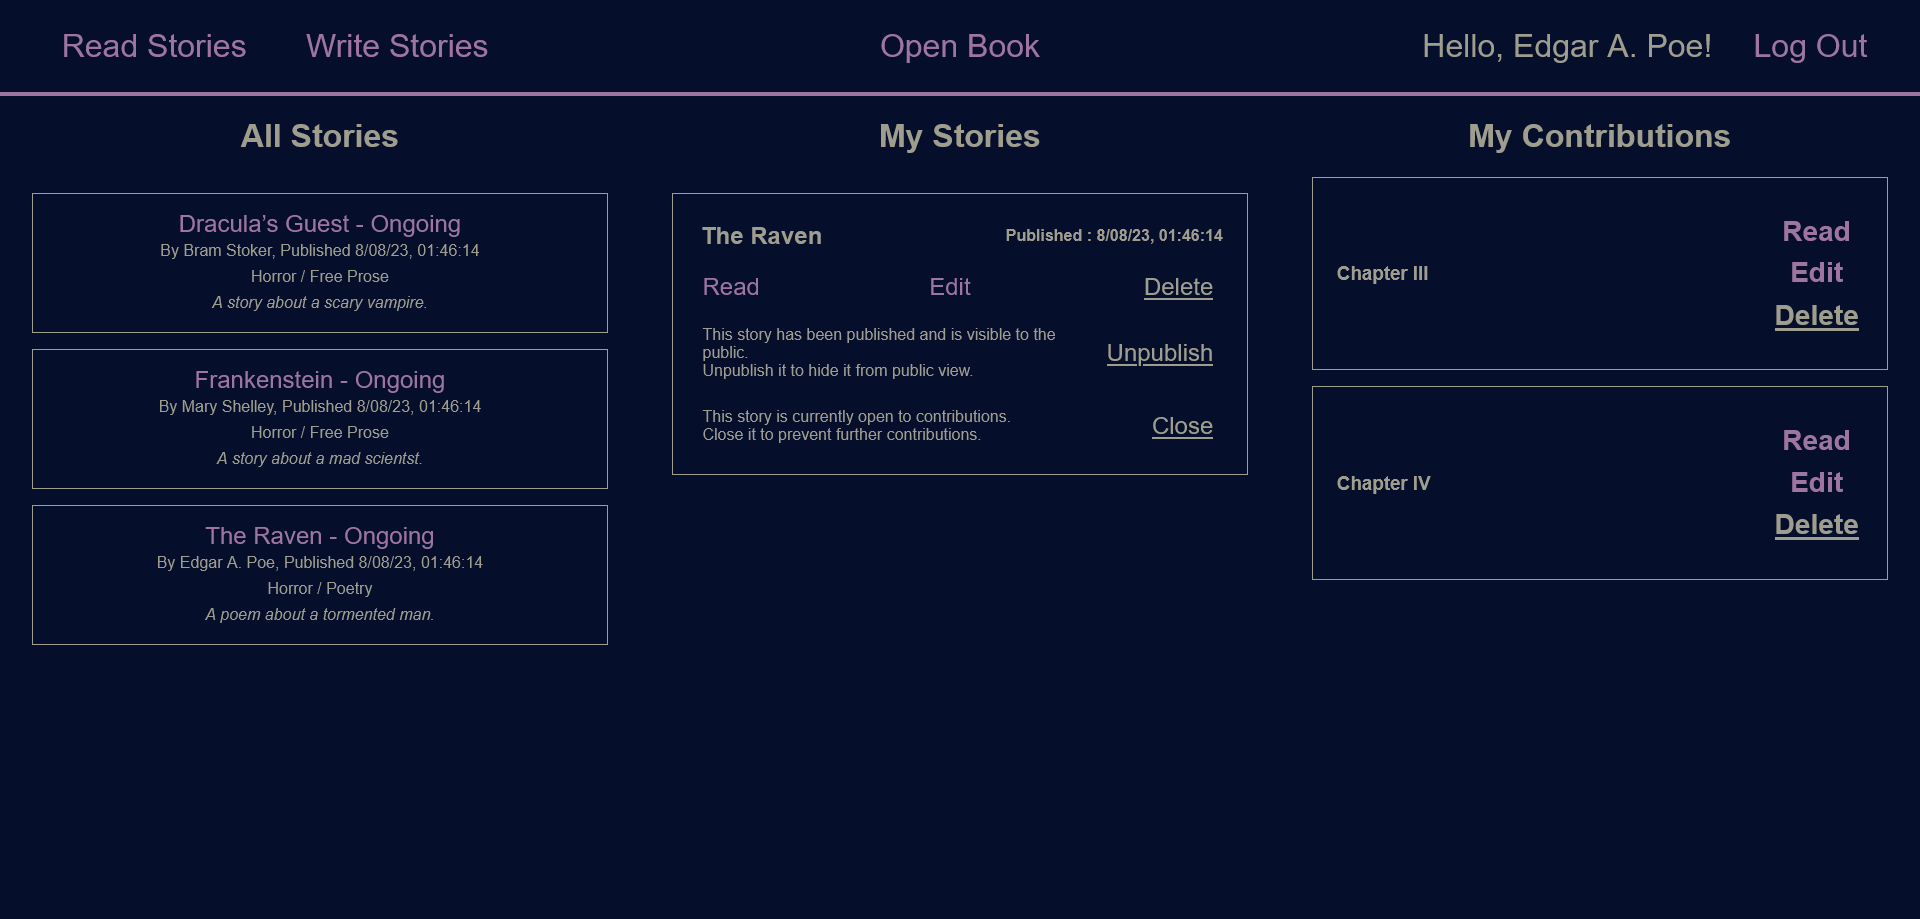 Read Stories Write Stories Open Book Hello, Edgar A. Poe! Log Out
All Stories
Dracula’s Guest - Ongoing
By Bram Stoker, Published 8/08/23, 01:46:14
Horror / Free Prose
A story about a scary vampire.
Frankenstein - Ongoing
By Mary Shelley, Published 8/08/23, 01:46:14
Horror / Free Prose
A story about a mad scientst.
The Raven - Ongoing
By Edgar A. Poe, Published 8/08/23, 01:46:14
Horror / Poetry
A poem about a tormented man.
My Stories
The Raven Published : 8/08/23, 01:46:14
Read Edit Delete
This story has been published and is visible to the
public.
Unpublish it to hide it from public view.
Unpublish
This story is currently open to contributions.
Close it to prevent further contributions.
Close
My Contributions
Chapter III
Read
Edit
Delete
Chapter IV
Read
Edit
Delete